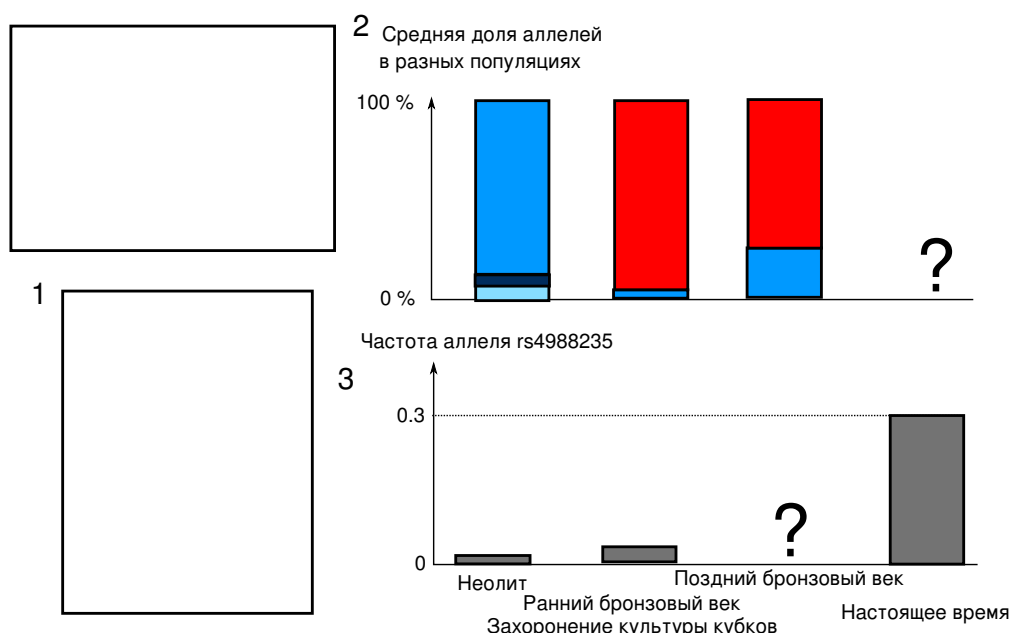 2 Средняя доля аллелей
в разных популяциях
100 %
0 %
?
1
Частота аллеля rs4988235
3
0.3
?
0
Неолит
Поздний бронзовый век
Ранний бронзовый век
Настоящее время
Захоронение культуры кубков